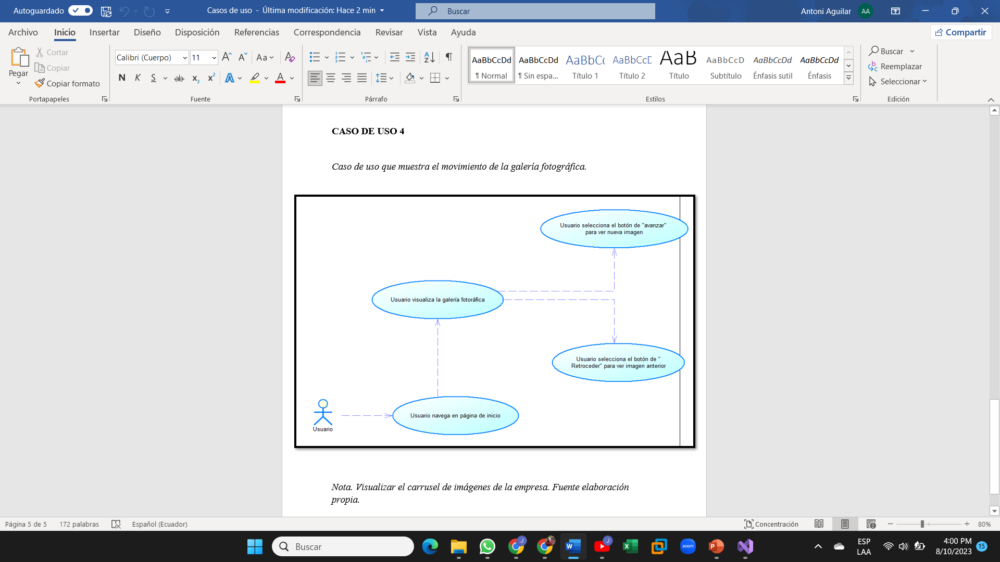 Autoguardado
Casos de uso - Última modificación: Hace 2 min
Buscar
Antoni Aguilar AA
Archivo Inicio Insertar Diseño Disposición Referencias Correspondencia Revisar Vista Ayuda
Compartir
Pegar
Cortar
Copiar
Copiar formato
Portapapeles
Calibri (Cuerpo) 11
Aa
N K S ab x₂ x² A A
Fuente
Párrafo
AaBbCcDd AaBbCcDd AaBbCc AaBbCcD AaB AaBbCcD AaBbCcDd AaBbCcDd
¶ Normal ¶ Sin espa... Título 1 Título 2 Título Subtítulo Énfasis sutil Énfasis
Estilos
Buscar
Reemplazar
Seleccionar
Edición
CASO DE USO 4
Caso de uso que muestra el movimiento de la galería fotográfica.
Usuario selecciona el botón de "avanzar"
para ver nueva imagen
Usuario visualiza la galería fotoráfica
Usuario selecciona el botón de "
Retroceder" para ver imagen anterior
Usuario navega en página de inicio
Usuario
Nota. Visualizar el carrusel de imágenes de la empresa. Fuente elaboración
propia.
Página 5 de 5 172 palabras Español (Ecuador)
Concentración
80%
Buscar
zoom
ESP
LAA
4:00 PM
8/10/2023
15